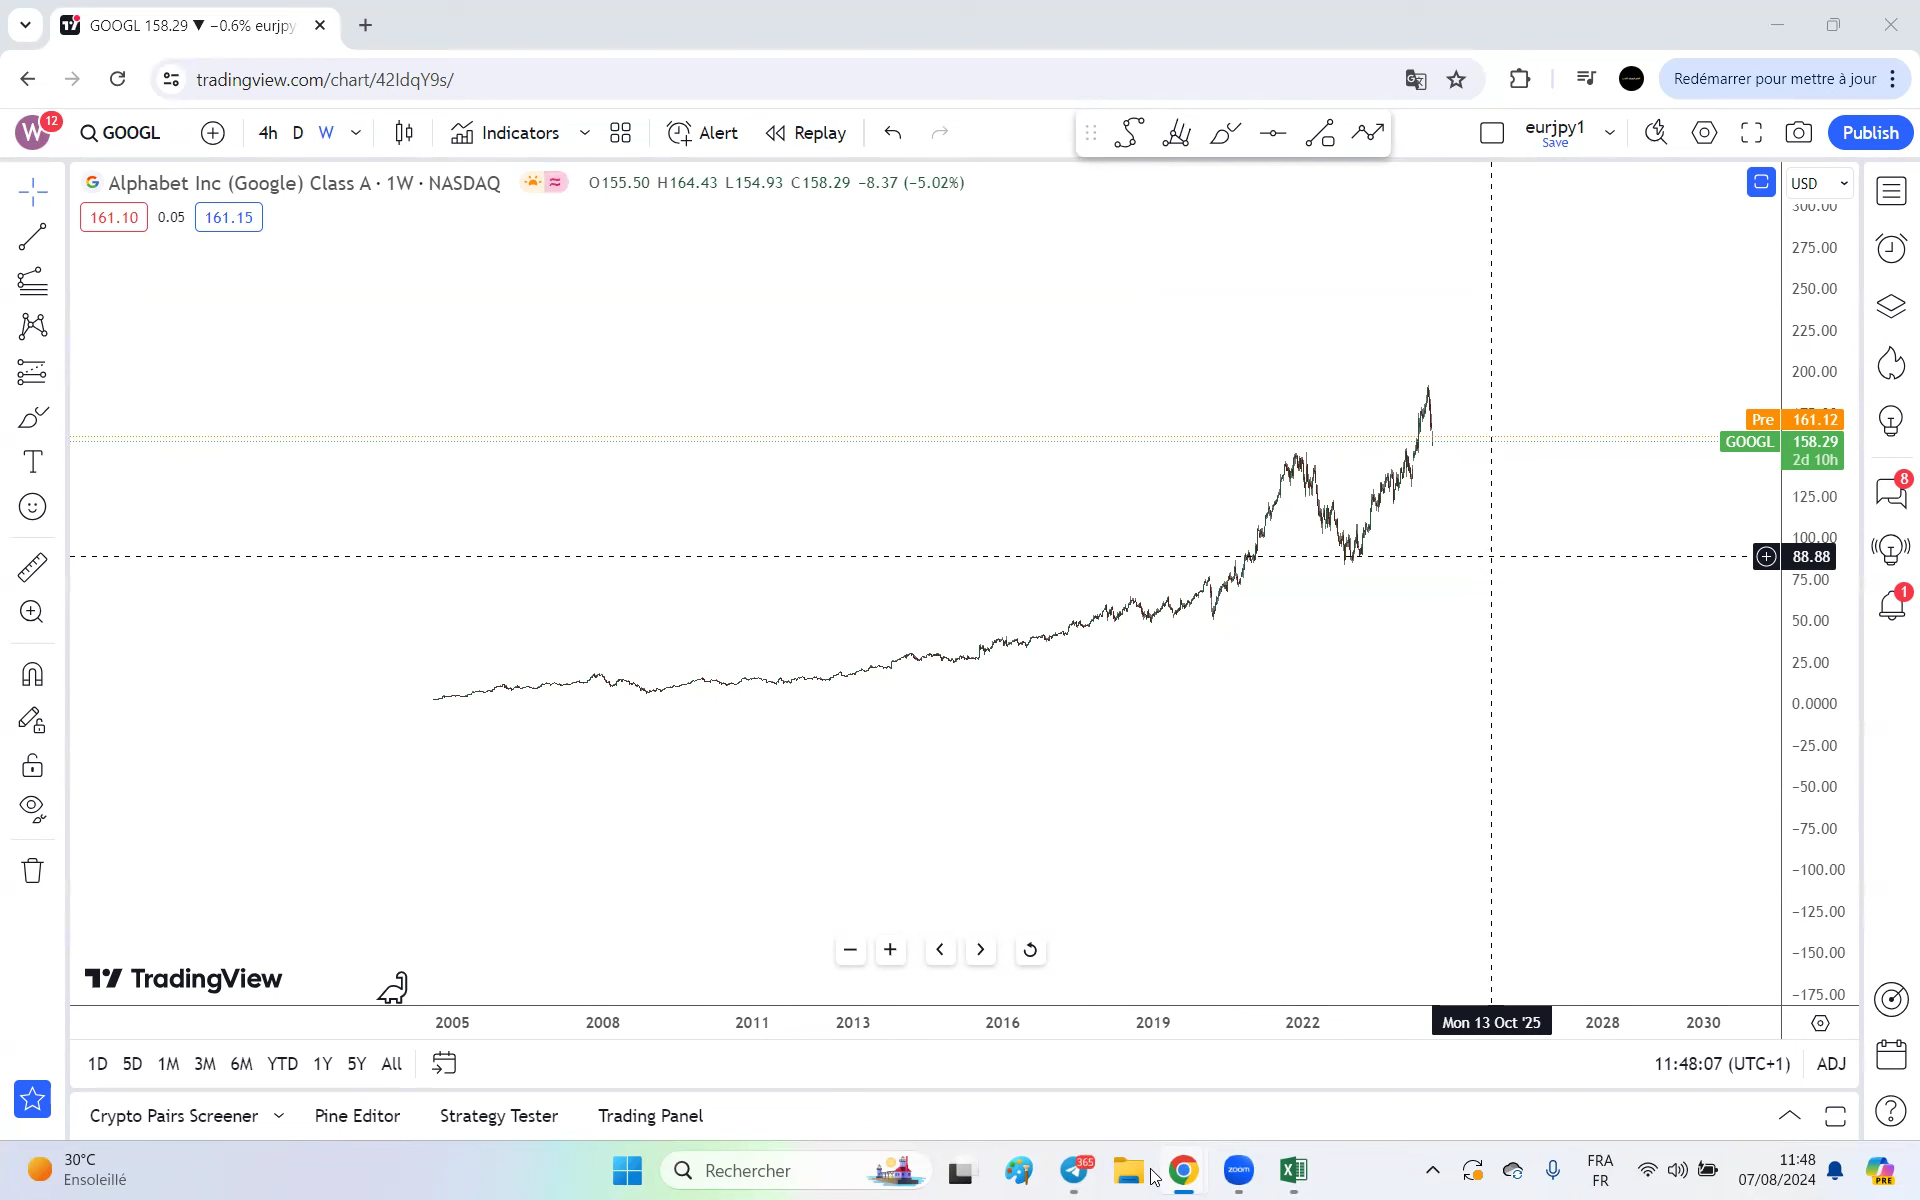 GOOGL 158.29 ▼ −0.6% eurjpy
tradingview.com/chart/42IdqY9s/
Redémarrer pour mettre à jour
W
12
GOOGL
4h
D
W
Indicators
Alert
Replay
eurjpy1
Save
Publish
Alphabet Inc (Google) Class A · 1W · NASDAQ
O155.50 H164.43 L154.93 C158.29 −8.37 (−5.02%)
USD
161.10
0.05
161.15
300.00
275.00
250.00
225.00
200.00
Pre
161.12
GOOGL
158.29
2d 10h
125.00
100.00
88.88
75.00
50.00
25.00
0.0000
−25.00
−50.00
−75.00
−100.00
−125.00
−150.00
−175.00
8
1
TradingView
2005
2008
2011
2013
2016
2019
2022
Mon 13 Oct '25
2028
2030
1D
5D
1M
3M
6M
YTD
1Y
5Y
All
11:48:07 (UTC+1)
ADJ
Crypto Pairs Screener
Pine Editor
Strategy Tester
Trading Panel
30°C
Ensoleillé
Rechercher
365
zoom
FRA
FR
11:48
07/08/2024
PRE